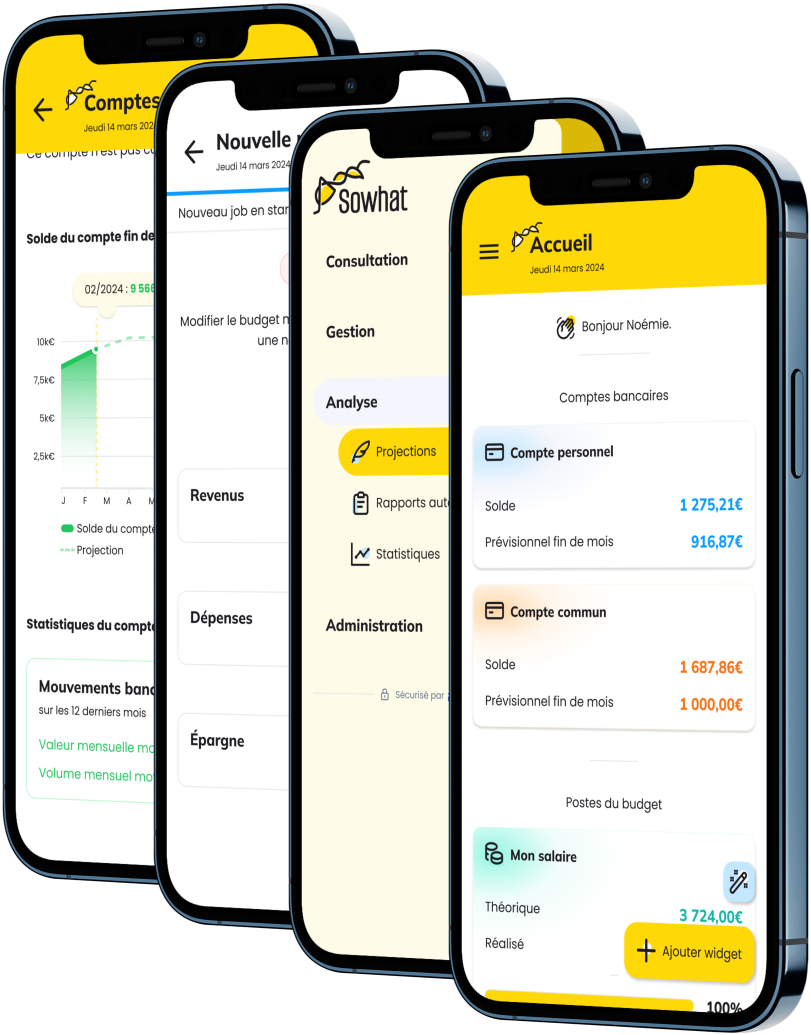 Comptes
Jeudi 14 mars 202
Ce compte n'est pas
Solde du compte fin de
02/2024 : 9 566
10k€
7,5k€
5k€
2,5k€
J F M A M
Solde du compte
Projection
Statistiques du compte
Mouvements banc
sur les 12 derniers mois
Valeur mensuelle mo
Volume mensuel mo
Nouvelle
Jeudi 14 mars 2024
Nouveau job en star
Modifier le budget m
une n
Revenus
Dépenses
Épargne
Sowhat
Consultation
Gestion
Analyse
Projections
Rapports auto
Statistiques
Administration
Sécurisé par
Accueil
Jeudi 14 mars 2024
Bonjour Noémie.
Comptes bancaires
Compte personnel
Solde 1 275,21€
Prévisionnel fin de mois 916,87€
Compte commun
Solde 1 687,86€
Prévisionnel fin de mois 1 000,00€
Postes du budget
Mon salaire
Théorique 3 724,00€
Réalisé
Ajouter widget
100%